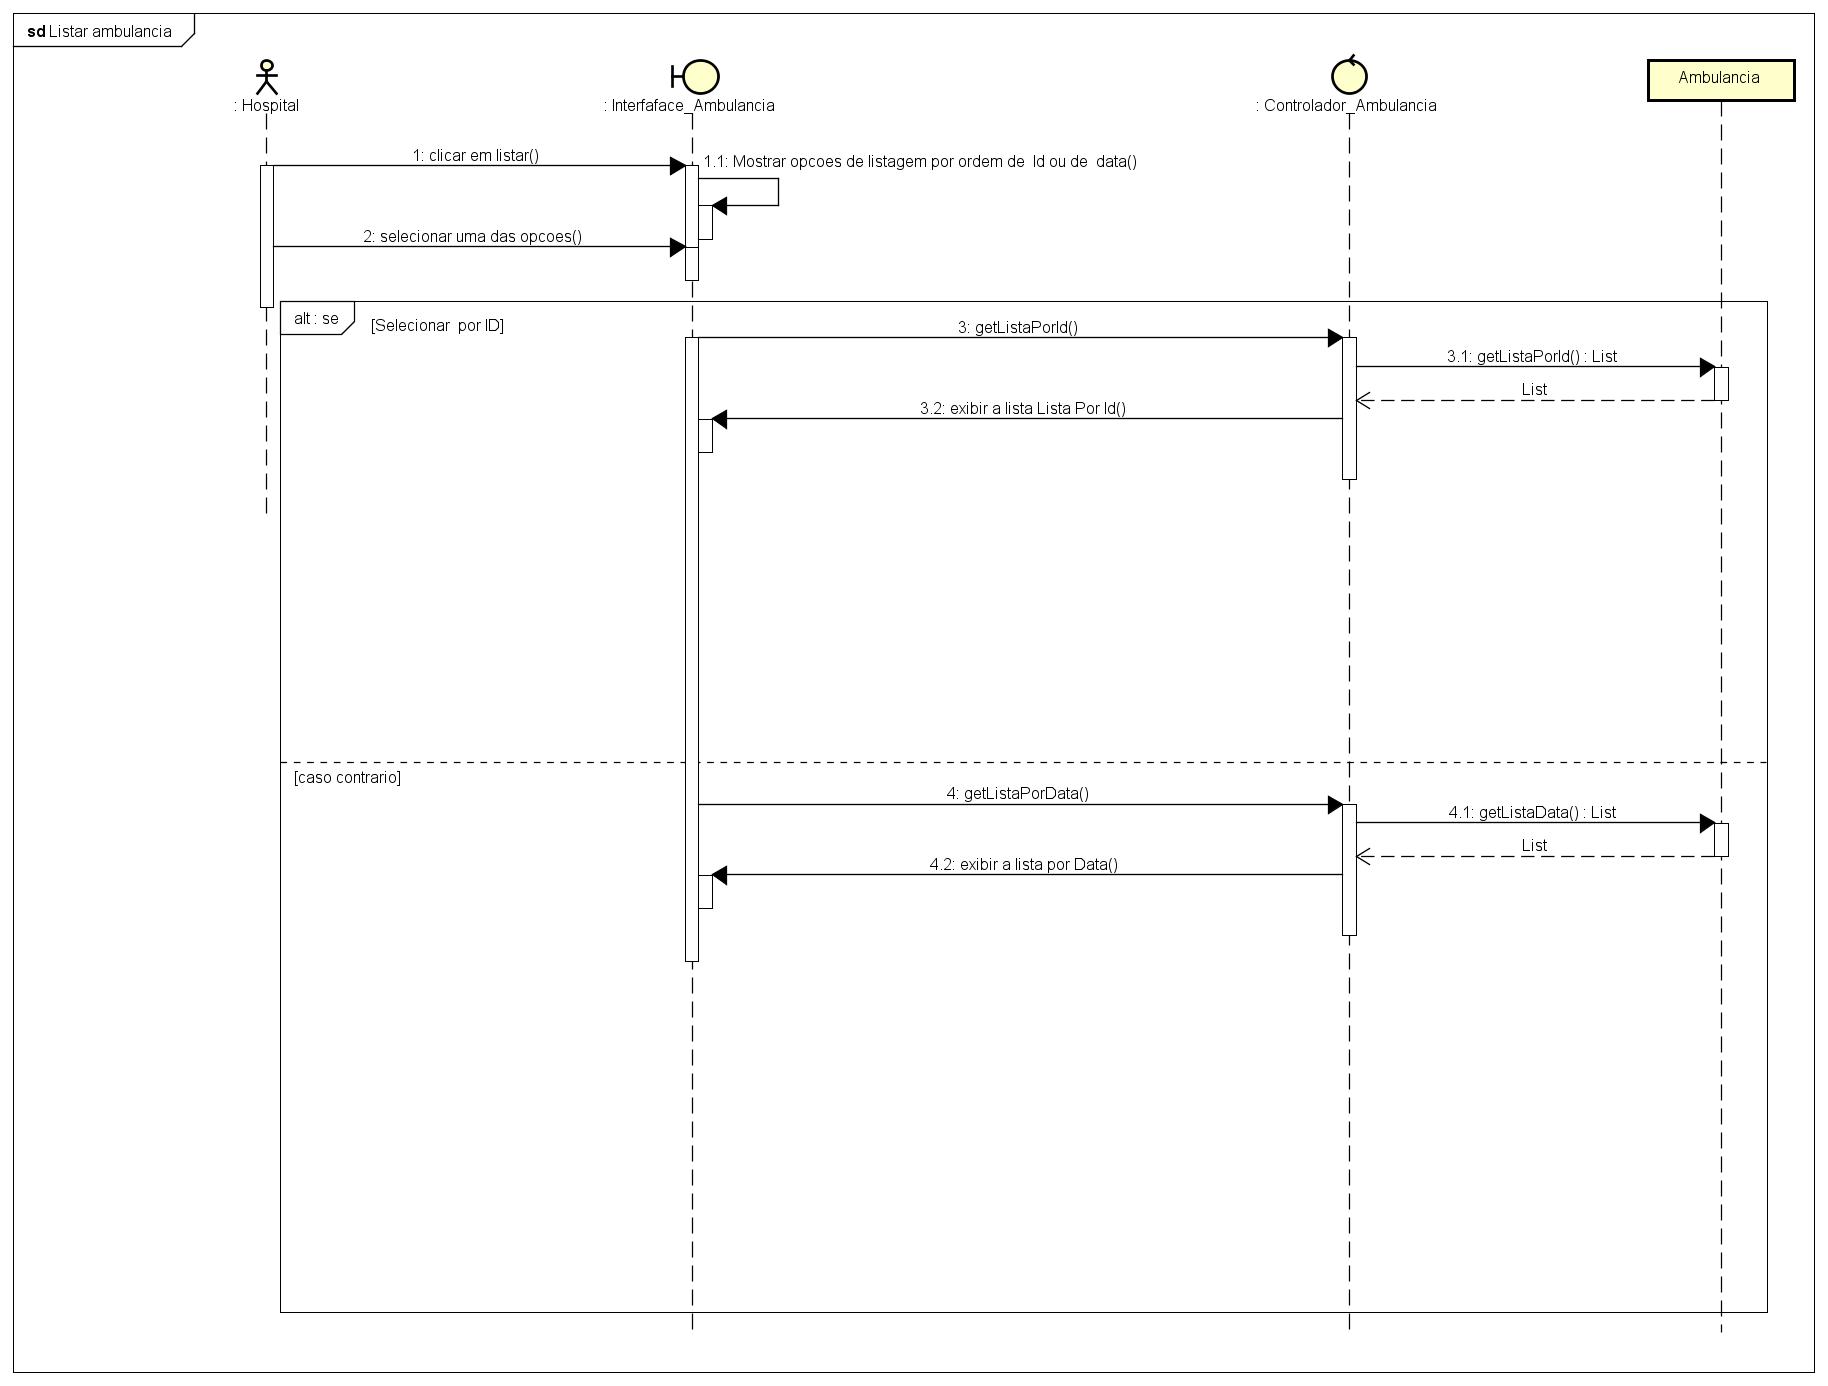 sd Listar ambulancia
: Hospital
: Interfaface_Ambulancia
: Controlador_Ambulancia
Ambulancia
1: clicar em listar()
1.1: Mostrar opcoes de listagem por ordem de  Id ou de  data()
2: selecionar uma das opcoes()
alt : se
[Selecionar  por ID]
3: getListaPorId()
3.1: getListaPorId() : List
List
3.2: exibir a lista Lista Por Id()
[caso contrario]
4: getListaPorData()
4.1: getListaData() : List
List
4.2: exibir a lista por Data()